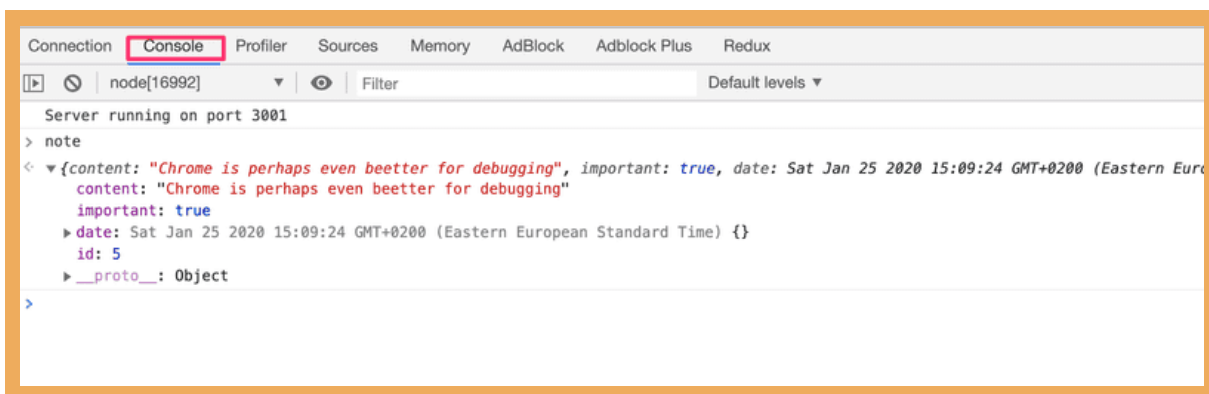 Connection Console Profiler Sources Memory AdBlock Adblock Plus Redux
node[16992] ▼ Filter Default levels ▼
Server running on port 3001
> note
▼{content: "Chrome is perhaps even beetter for debugging", important: true, date: Sat Jan 25 2020 15:09:24 GMT+0200 (Eastern Eur
content: "Chrome is perhaps even beetter for debugging"
important: true
▶date: Sat Jan 25 2020 15:09:24 GMT+0200 (Eastern European Standard Time) {}
id: 5
▶__proto__: Object
>